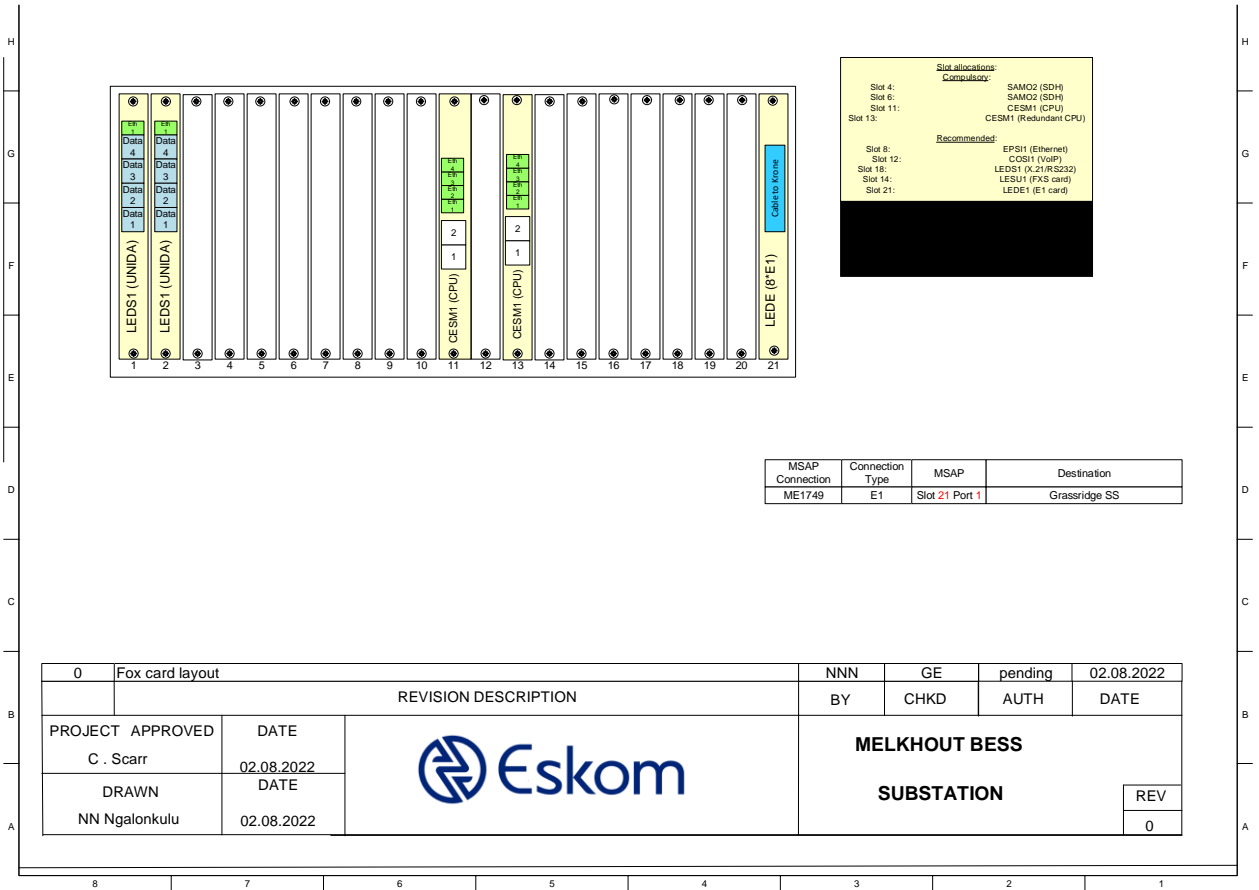 H
H
G
G
F
F
E
E
D
D
C
C
B
B
A
A
Slot allocations:
Compulsory:
Slot 4: SAMO2 (SDH)
Slot 6: SAMO2 (SDH)
Slot 11: CESM1 (CPU)
Slot 13: CESM1 (Redundant CPU)
Recommended:
Slot 8: EPSI1 (Ethernet)
Slot 12: COSI1 (VoIP)
Slot 18: LEDS1 (X.21/RS232)
Slot 14: LESU1 (FXS card)
Slot 21: LEDE1 (E1 card)
Eth 1
Data 4
Data 3
Data 2
Data 1
LEDS1 (UNIDA)
Eth 1
Data 4
Data 3
Data 2
Data 1
LEDS1 (UNIDA)
Eth 4
Eth 3
Eth 2
Eth 1
2
1
CESM1 (CPU)
Eth 4
Eth 3
Eth 2
Eth 1
2
1
CESM1 (CPU)
Cable to Krone
LEDE (8*E1)
1 2 3 4 5 6 7 8 9 10 11 12 13 14 15 16 17 18 19 20 21
MSAP Connection Connection Type MSAP Destination
ME1749 E1 Slot 21 Port 1 Grassridge SS
0 Fox card layout NNN GE pending 02.08.2022
REVISION DESCRIPTION BY CHKD AUTH DATE
PROJECT APPROVED DATE
C . Scarr 02.08.2022
DRAWN DATE
NN Ngalonkulu 02.08.2022
Eskom
MELKHOUT BESS
SUBSTATION
REV
0
8 7 6 5 4 3 2 1